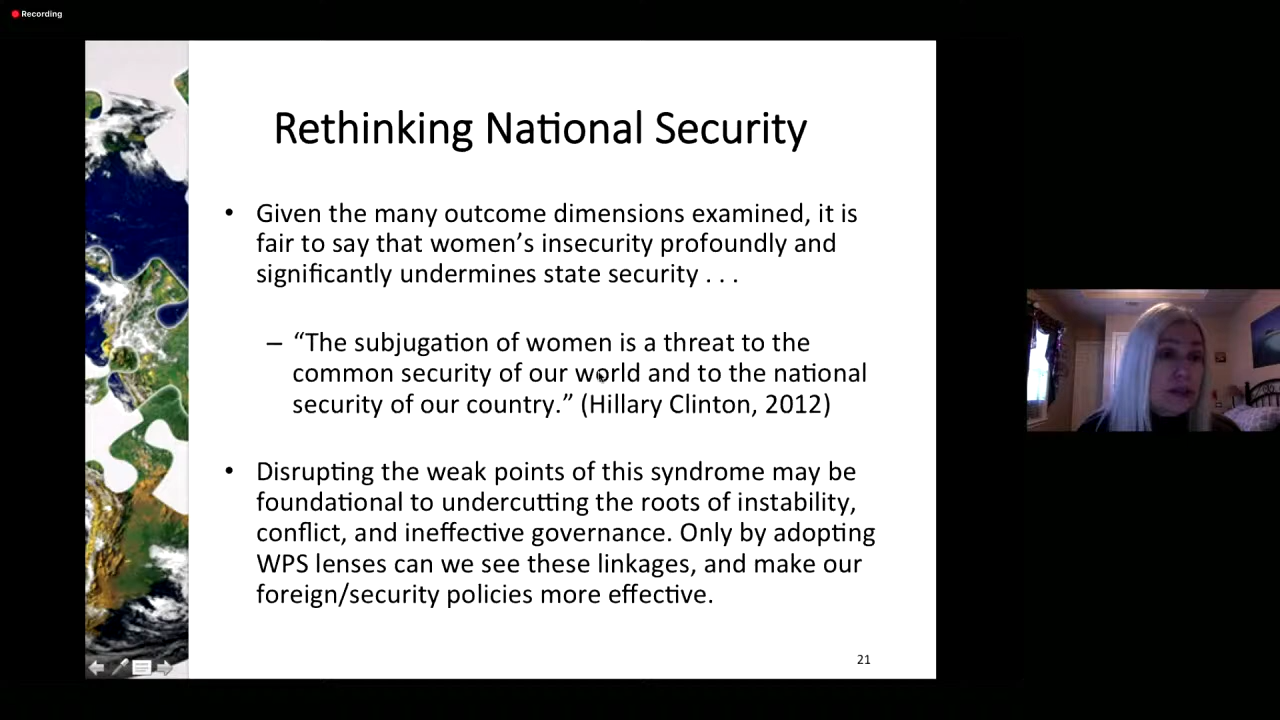 Recording
Rethinking National Security
• Given the many outcome dimensions examined, it is
fair to say that women’s insecurity profoundly and
significantly undermines state security . . .
– “The subjugation of women is a threat to the
common security of our world and to the national
security of our country.” (Hillary Clinton, 2012)
• Disrupting the weak points of this syndrome may be
foundational to undercutting the roots of instability,
conflict, and ineffective governance. Only by adopting
WPS lenses can we see these linkages, and make our
foreign/security policies more effective.
21